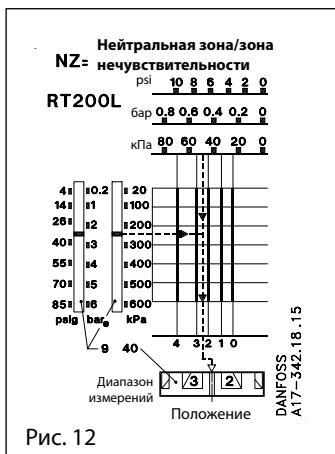 NZ= Нейтральная зона/зона
нечувствительности
psi 10 8 6 4 2 0
RT200L
бар 0.8 0.6 0.4 0.2 0
кПа 80 60 40 20 0
4 0.2 20
14 1 100
26 2 200
40 3 300
55 4 400
70 5 500
85 6 600
psig bare kPa
9 40 4 3 2 1 0
Диапазон
измерений
3 2
Положение
DANFOSS
A17-342.18.15
Рис. 12